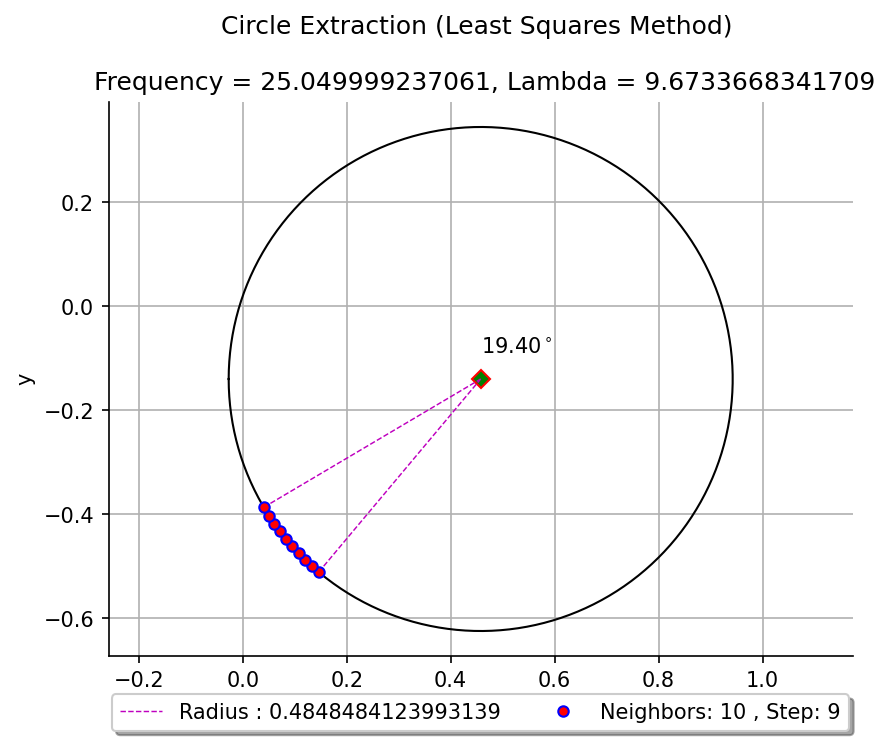 Circle Extraction (Least Squares Method)
Frequency = 25.049999237061, Lambda = 9.6733668341709
0.2
0.0
−0.2
−0.4
−0.6
y
19.40°
−0.2 0.0 0.2 0.4 0.6 0.8 1.0
Radius : 0.4848484123993139 Neighbors: 10 , Step: 9